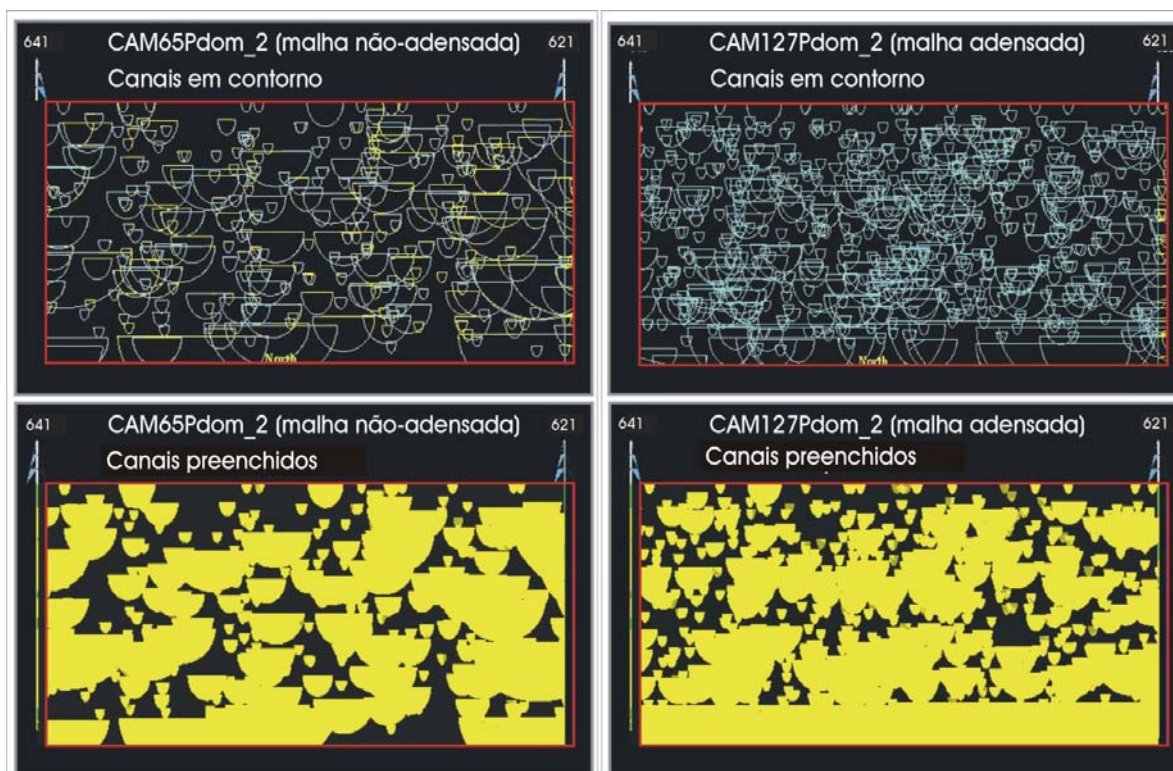 641 CAM65Pdom_2 (malha não-adensada) 621
Canais em contorno
North
641 CAM127Pdom_2 (malha adensada) 621
Canais em contorno
North
641 CAM65Pdom_2 (malha não-adensada) 621
Canais preenchidos
641 CAM127Pdom_2 (malha adensada) 621
Canais preenchidos